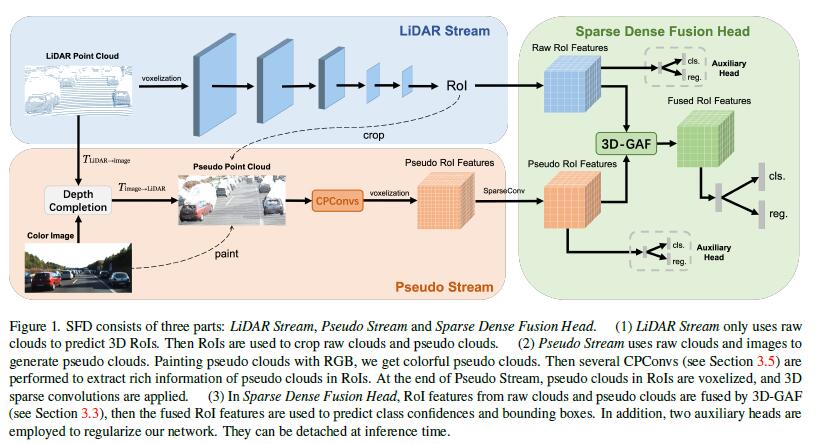 LiDAR Stream
LiDAR Point Cloud
voxelization
RoI
crop
Sparse Dense Fusion Head
Raw RoI Features
cls.
reg.
Auxiliary Head
Fused RoI Features
3D-GAF
cls.
reg.
Pseudo RoI Features
cls.
reg.
Auxiliary Head
T LiDAR→image
Depth Completion
T image→LiDAR
Pseudo Point Cloud
CPConvs
voxelization
Pseudo RoI Features
SparseConv
Color Image
paint
Pseudo Stream
Figure 1. SFD consists of three parts: LiDAR Stream, Pseudo Stream and Sparse Dense Fusion Head. (1) LiDAR Stream only uses raw
clouds to predict 3D RoIs. Then RoIs are used to crop raw clouds and pseudo clouds. (2) Pseudo Stream uses raw clouds and images to
generate pseudo clouds. Painting pseudo clouds with RGB, we get colorful pseudo clouds. Then several CPConvs (see Section 3.5) are
performed to extract rich information of pseudo clouds in RoIs. At the end of Pseudo Stream, pseudo clouds in RoIs are voxelized, and 3D
sparse convolutions are applied. (3) In Sparse Dense Fusion Head, RoI features from raw clouds and pseudo clouds are fused by 3D-GAF
(see Section 3.3), then the fused RoI features are used to predict class confidences and bounding boxes. In addition, two auxiliary heads are
employed to regularize our network. They can be detached at inference time.